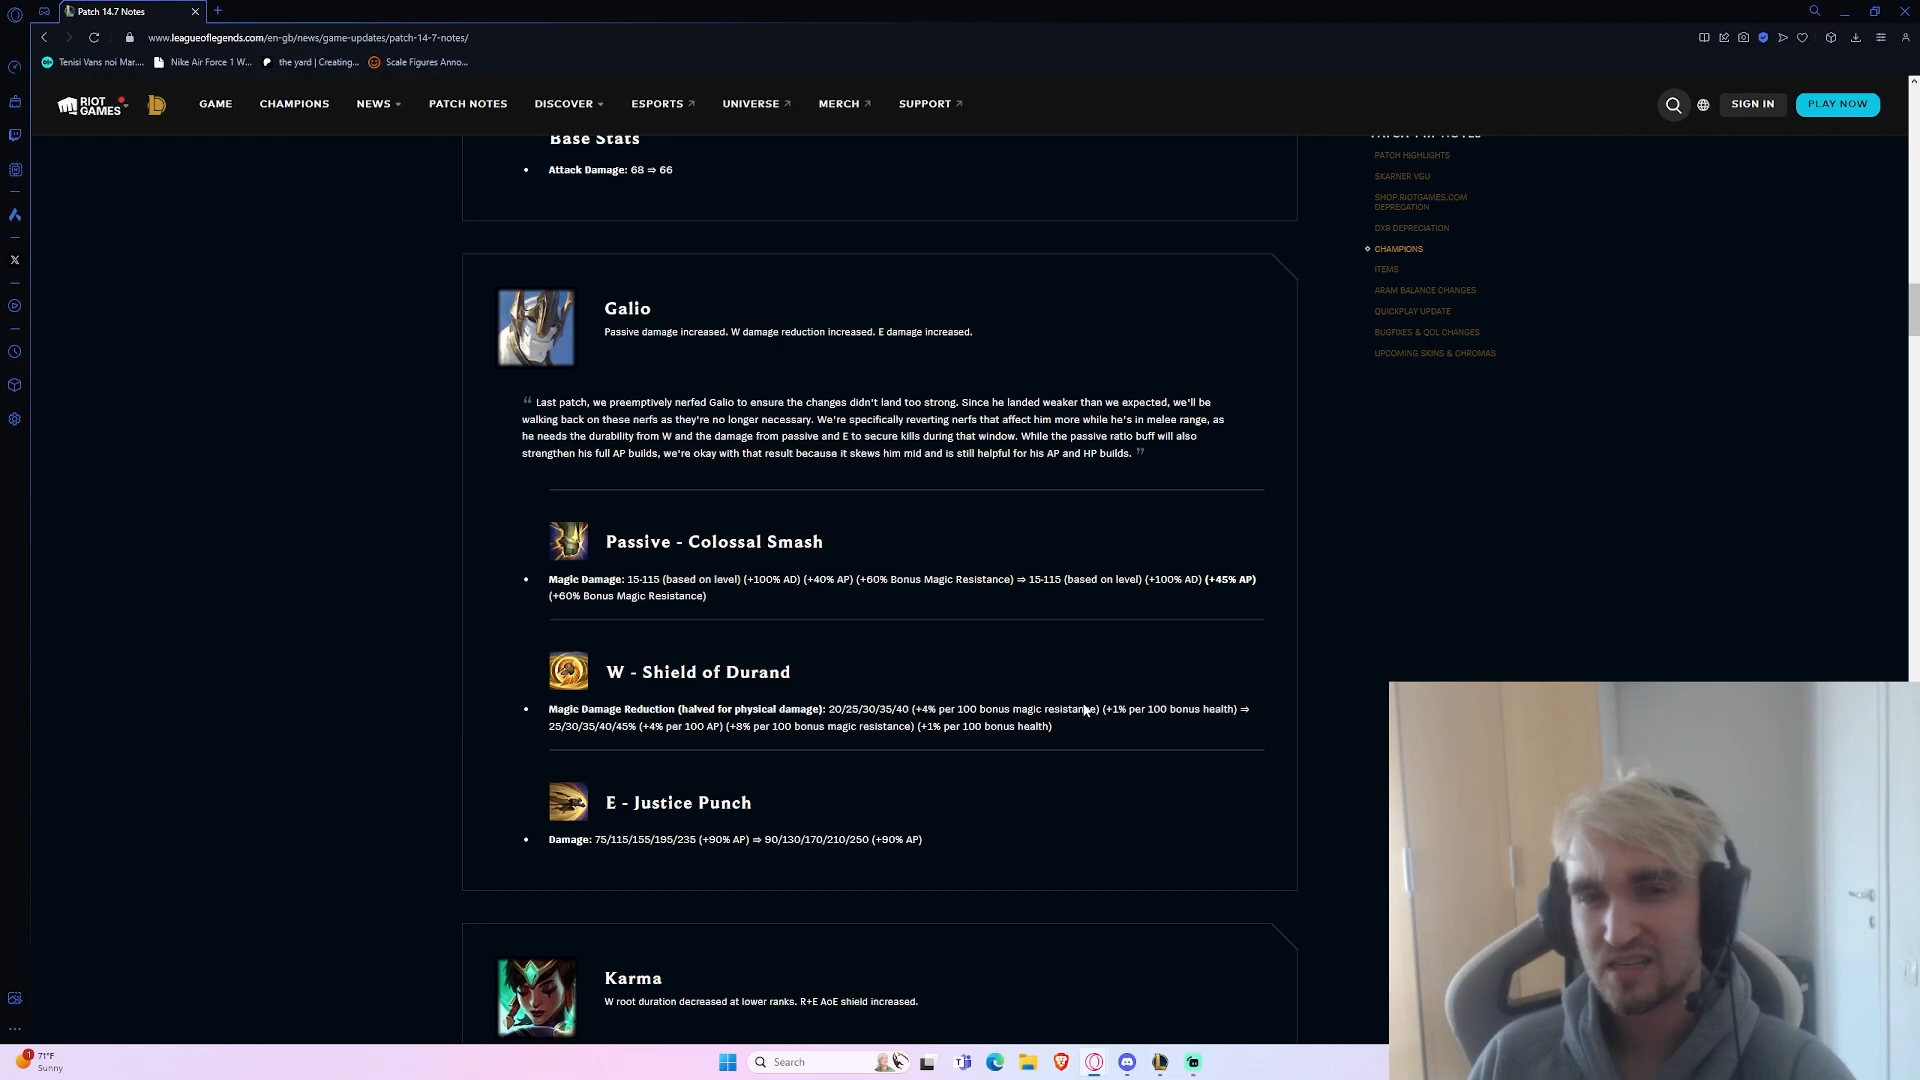 Patch 14.7 Notes
www.leagueoflegends.com/en-gb/news/game-updates/patch-14-7-notes/
Tenisi Vans noi Mar....
Nike Air Force 1 W...
the yard | Creating...
Scale Figures Anno...
RIOT GAMES
GAME
CHAMPIONS
NEWS
PATCH NOTES
DISCOVER
ESPORTS
UNIVERSE
MERCH
SUPPORT
SIGN IN
PLAY NOW
Base Stats
Attack Damage: 68 ⇒ 66
PATCH 14.7 NOTES
PATCH HIGHLIGHTS
SKARNER VGU
SHOP.RIOTGAMES.COM
DEPRECATION
DX9 DEPRECIATION
CHAMPIONS
ITEMS
ARAM BALANCE CHANGES
QUICKPLAY UPDATE
BUGFIXES & QOL CHANGES
UPCOMING SKINS & CHROMAS
Galio
Passive damage increased. W damage reduction increased. E damage increased.
“ Last patch, we preemptively nerfed Galio to ensure the changes didn't land too strong. Since he landed weaker than we expected, we'll be
walking back on these nerfs as they're no longer necessary. We're specifically reverting nerfs that affect him more while he's in melee range, as
he needs the durability from W and the damage from passive and E to secure kills during that window. While the passive ratio buff will also
strengthen his full AP builds, we're okay with that result because it skews him mid and is still helpful for his AP and HP builds. ”
Passive - Colossal Smash
Magic Damage: 15-115 (based on level) (+100% AD) (+40% AP) (+60% Bonus Magic Resistance) ⇒ 15-115 (based on level) (+100% AD) (+45% AP)
(+60% Bonus Magic Resistance)
W - Shield of Durand
Magic Damage Reduction (halved for physical damage): 20/25/30/35/40 (+4% per 100 bonus magic resistance) (+1% per 100 bonus health) ⇒
25/30/35/40/45% (+4% per 100 AP) (+8% per 100 bonus magic resistance) (+1% per 100 bonus health)
E - Justice Punch
Damage: 75/115/155/195/235 (+90% AP) ⇒ 90/130/170/210/250 (+90% AP)
Karma
W root duration decreased at lower ranks. R+E AoE shield increased.
1
71°F
Sunny
Search